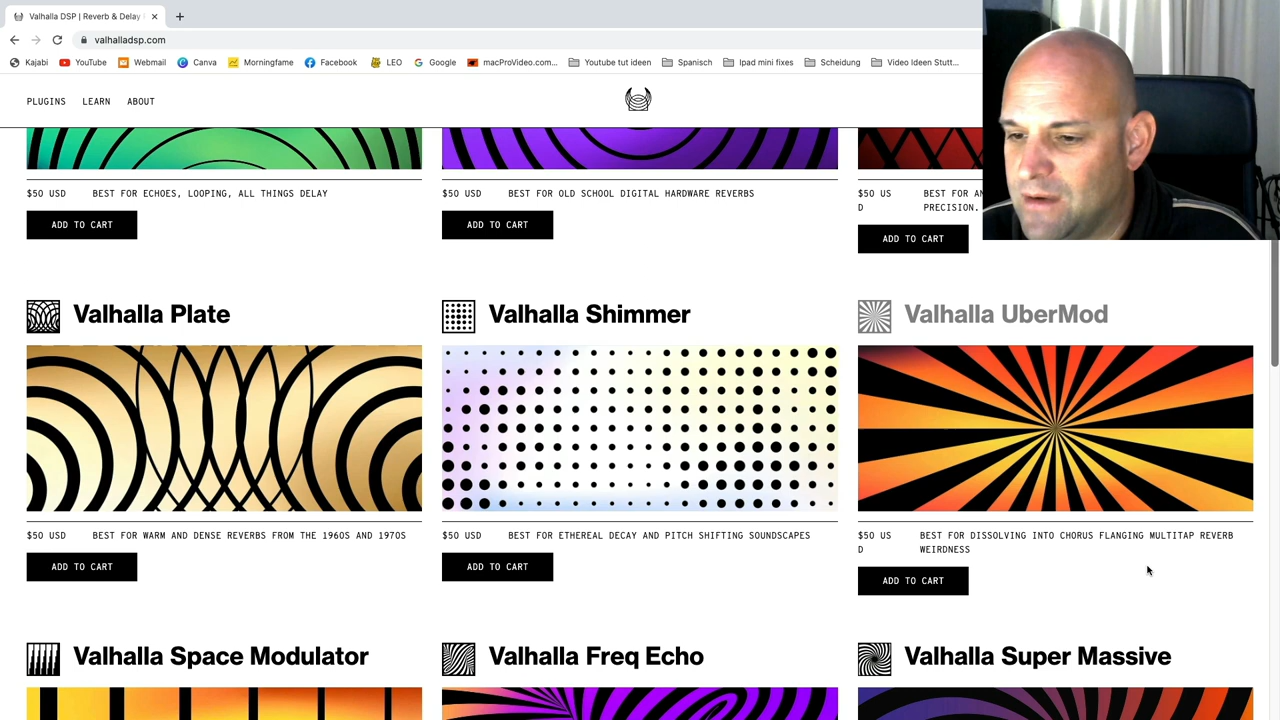 Valhalla DSP | Reverb & Delay
valhalladsp.com
Kajabi YouTube Webmail Canva Morningfame Facebook LEO Google macProVideo.com... Youtube tut ideen Spanisch Ipad mini fixes Scheidung Video Ideen Stutt...
PLUGINS LEARN ABOUT
$50 USD BEST FOR ECHOES, LOOPING, ALL THINGS DELAY
ADD TO CART
$50 USD BEST FOR OLD SCHOOL DIGITAL HARDWARE REVERBS
ADD TO CART
$50 US BEST FOR
D PRECISION.
ADD TO CART
Valhalla Plate
$50 USD BEST FOR WARM AND DENSE REVERBS FROM THE 1960S AND 1970S
ADD TO CART
Valhalla Shimmer
$50 USD BEST FOR ETHEREAL DECAY AND PITCH SHIFTING SOUNDSCAPES
ADD TO CART
Valhalla UberMod
$50 US BEST FOR DISSOLVING INTO CHORUS FLANGING MULTITAP REVERB
D WEIRDNESS
ADD TO CART
Valhalla Space Modulator
Valhalla Freq Echo
Valhalla Super Massive